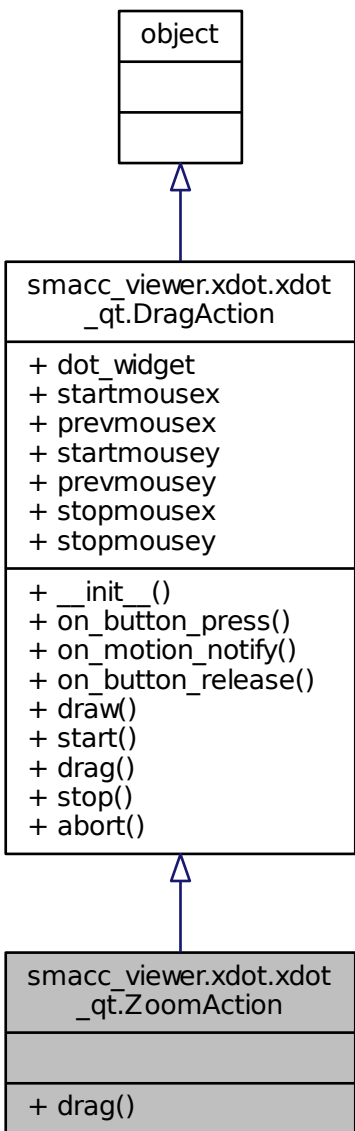 object
smacc_viewer.xdot.xdot
_qt.DragAction
+ dot_widget
+ startmousex
+ prevmousex
+ startmousey
+ prevmousey
+ stopmousex
+ stopmousey
+ __init__()
+ on_button_press()
+ on_motion_notify()
+ on_button_release()
+ draw()
+ start()
+ drag()
+ stop()
+ abort()
smacc_viewer.xdot.xdot
_qt.ZoomAction
+ drag()